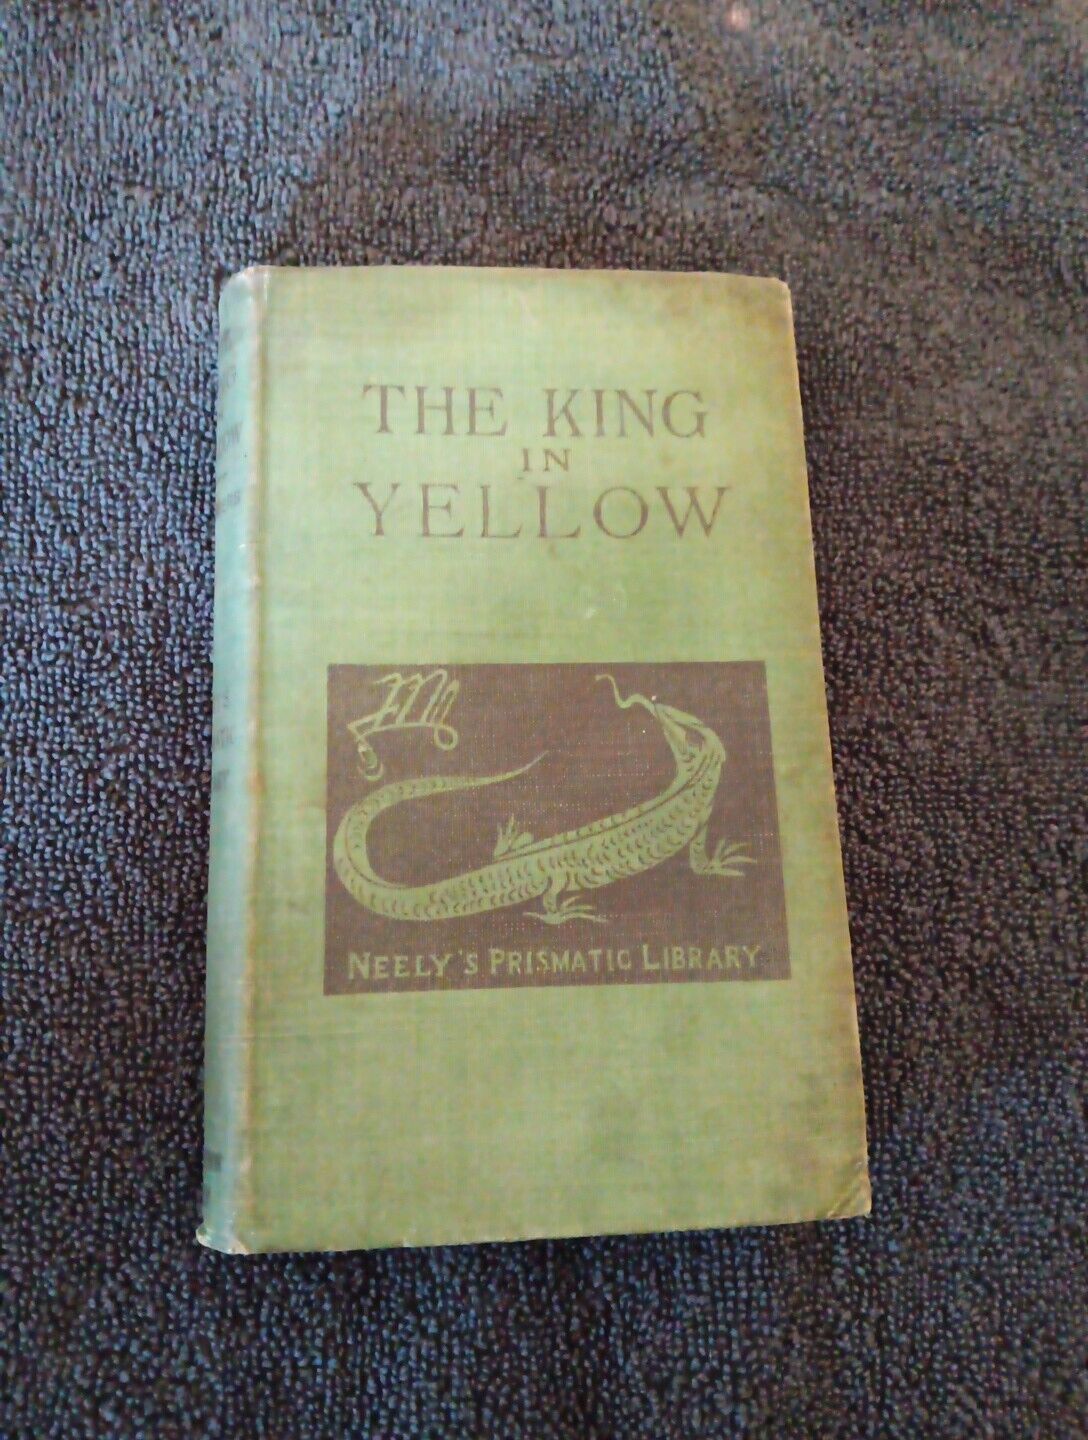 THE KING
IN
YELLOW
NEELY'S PRISMATIC LIBRARY